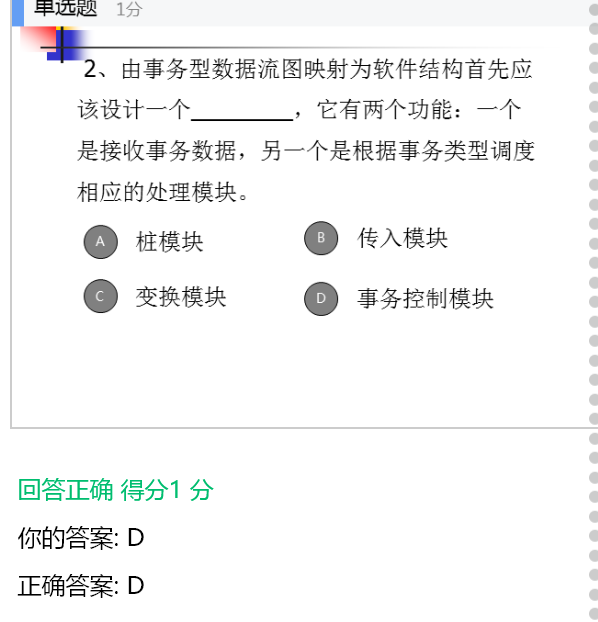 单选题 1分
2、由事务型数据流图映射为软件结构首先应
该设计一个________，它有两个功能：一个
是接收事务数据，另一个是根据事务类型调度
相应的处理模块。
A 桩模块 B 传入模块
C 变换模块 D 事务控制模块
回答正确 得分1 分
你的答案: D
正确答案: D